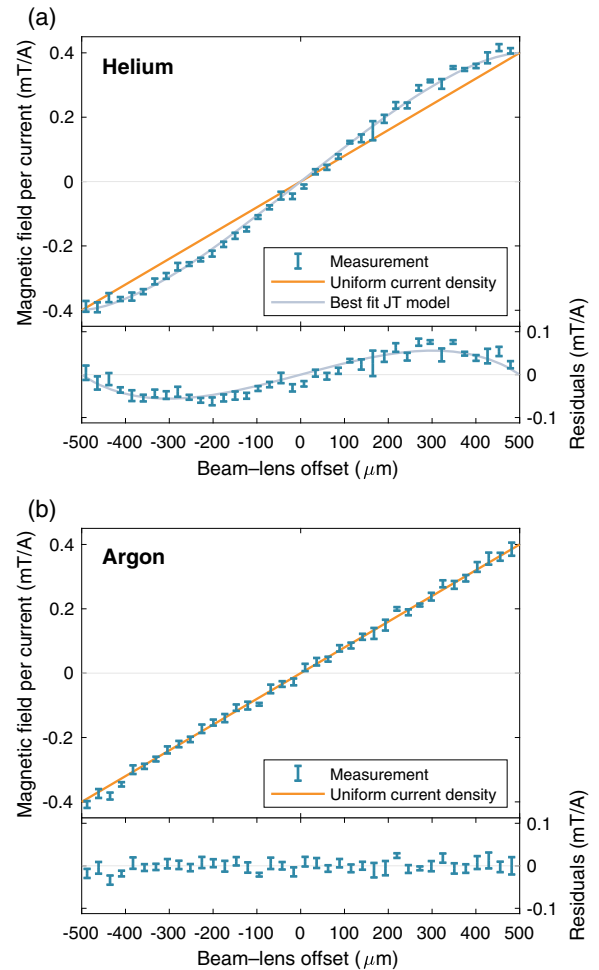 (a)
Helium
Magnetic field per current (mT/A)
0.4
0.2
0
-0.2
-0.4
Measurement
Uniform current density
Best fit JT model
0.1
0
-0.1
Residuals (mT/A)
-500 -400 -300 -200 -100 0 100 200 300 400 500
Beam–lens offset (μm)
(b)
Argon
Magnetic field per current (mT/A)
0.4
0.2
0
-0.2
-0.4
Measurement
Uniform current density
0.1
0
-0.1
Residuals (mT/A)
-500 -400 -300 -200 -100 0 100 200 300 400 500
Beam–lens offset (μm)